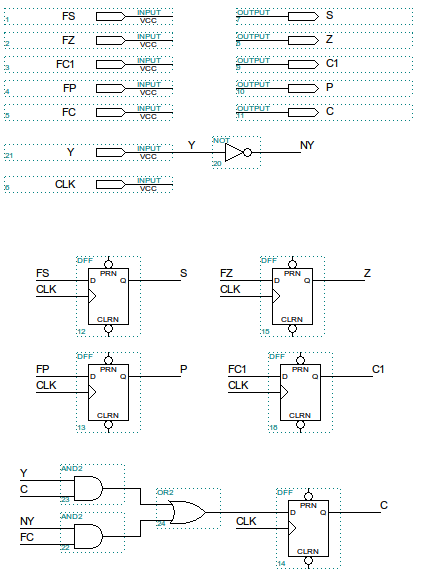 FS INPUT VCC 1
OUTPUT S 7
FZ INPUT VCC 2
OUTPUT Z 8
FC1 INPUT VCC 3
OUTPUT C1 9
FP INPUT VCC 4
OUTPUT P 10
FC INPUT VCC 5
OUTPUT C 11
Y INPUT VCC 21
Y NOT NY 20
CLK INPUT VCC 6
DFF
FS D PRN Q S
CLK
CLRN
12
DFF
FZ D PRN Q Z
CLK
CLRN
15
DFF
FP D PRN Q P
CLK
CLRN
13
DFF
FC1 D PRN Q C1
CLK
CLRN
16
Y AND2
C 23
NY AND2
FC 22
OR2
24
DFF
D PRN Q C
CLK
CLRN
14